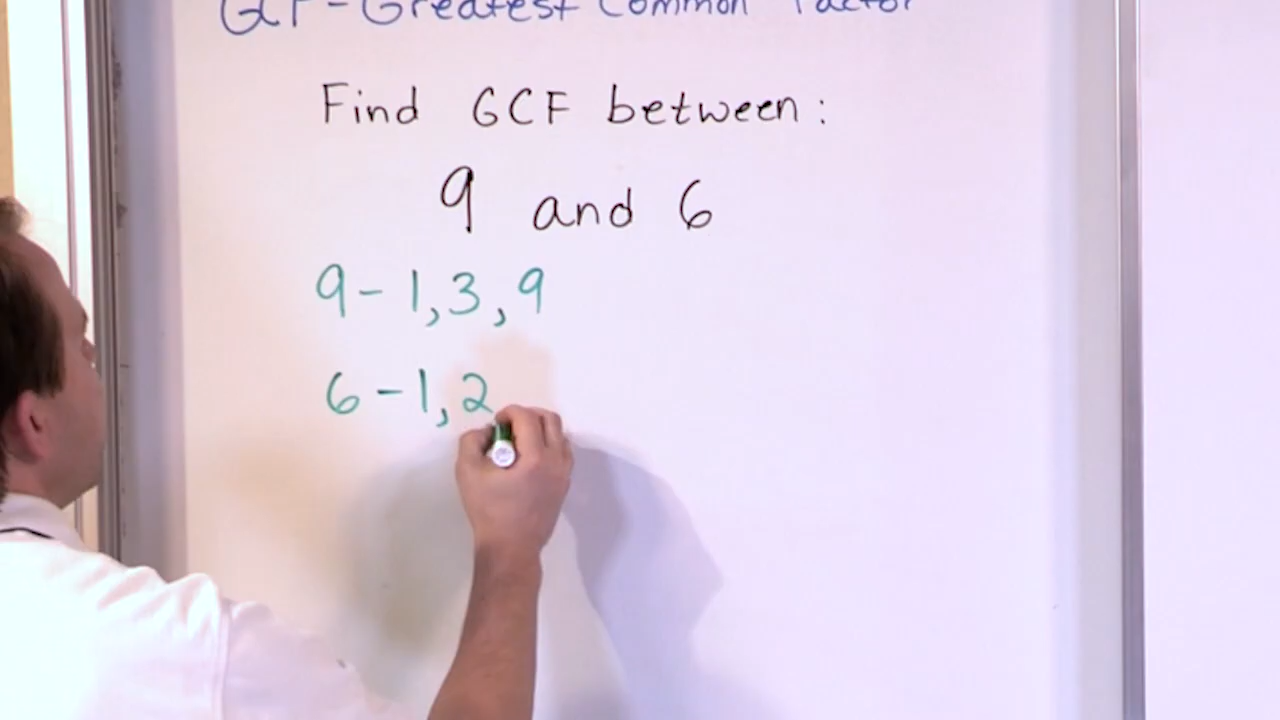 GCF - Greatest Common Factor
Find GCF between:
9 and 6
9 - 1, 3, 9
6 - 1, 2